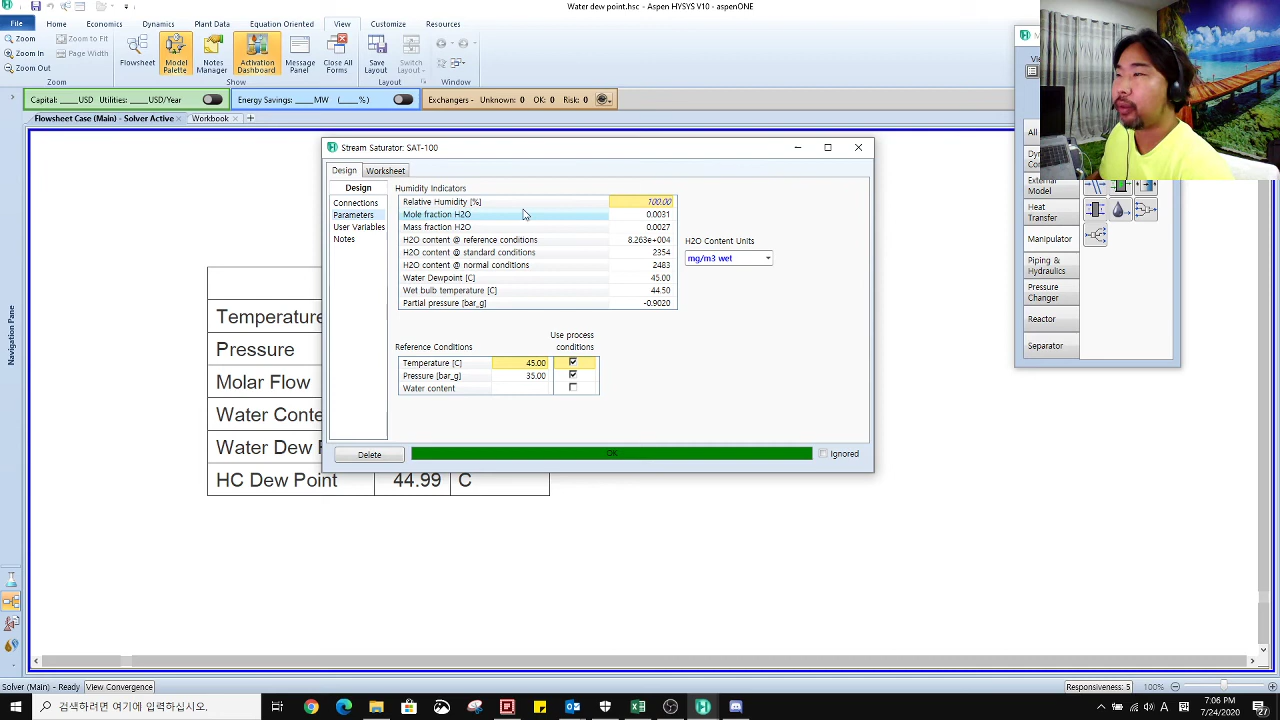 Water dew point.hsc - Aspen HYSYS V10 - aspenONE
File Home Economics Dynamics Plant Data Equation Oriented View Customize Resources
Zoom
Zoom In
Zoom Out
Zoom to Fit
Page Width
Flowsheet
Model Palette
Notes Manager
Activation Dashboard
Message Panel
Close All Forms
Save Layout
Switch Layout
Zoom Show Layout Window
Capital: ____USD Utilities: ____USD/Year
Energy Savings: ____MW (____%)
Exchangers - Unknown: 0 OK: 0 Risk: 0
Flowsheet Case (Main) - Solver Active
Workbook
Navigation Pane
Stream Saturator: SAT-100
Design Worksheet
Design
Connections
Parameters
User Variables
Notes
Humidity Indicators
Relative Humidity [%] 100.00
Mole fraction H2O 0.0031
Mass fraction H2O 0.0027
H2O content @ reference conditions 8.263e+004
H2O content @ standard conditions 2354
H2O content @ normal conditions 2483
Water Dewpoint [C] 45.00
Wet bulb temperature [C] 44.50
Partial pressure [bar_g] -0.9020
H2O Content Units
mg/m3 wet
Reference Conditions
Use process conditions
Temperature [C] 45.00
Pressure [bar_g] 35.00
Water content
Delete
OK
Ignored
Temperature
Pressure
Molar Flow
Water Conte
Water Dew
HC Dew Point 44.99 C
All
External Model
Heat Transfer
Manipulator
Piping & Hydraulics
Pressure Changer
Reactor
Separator
Solver (Main) - Ready
View Convergence
Responsiveness: 5
100%
검색하려면 여기에 입력하십시오.
A
7:06 PM
7/24/2020
27